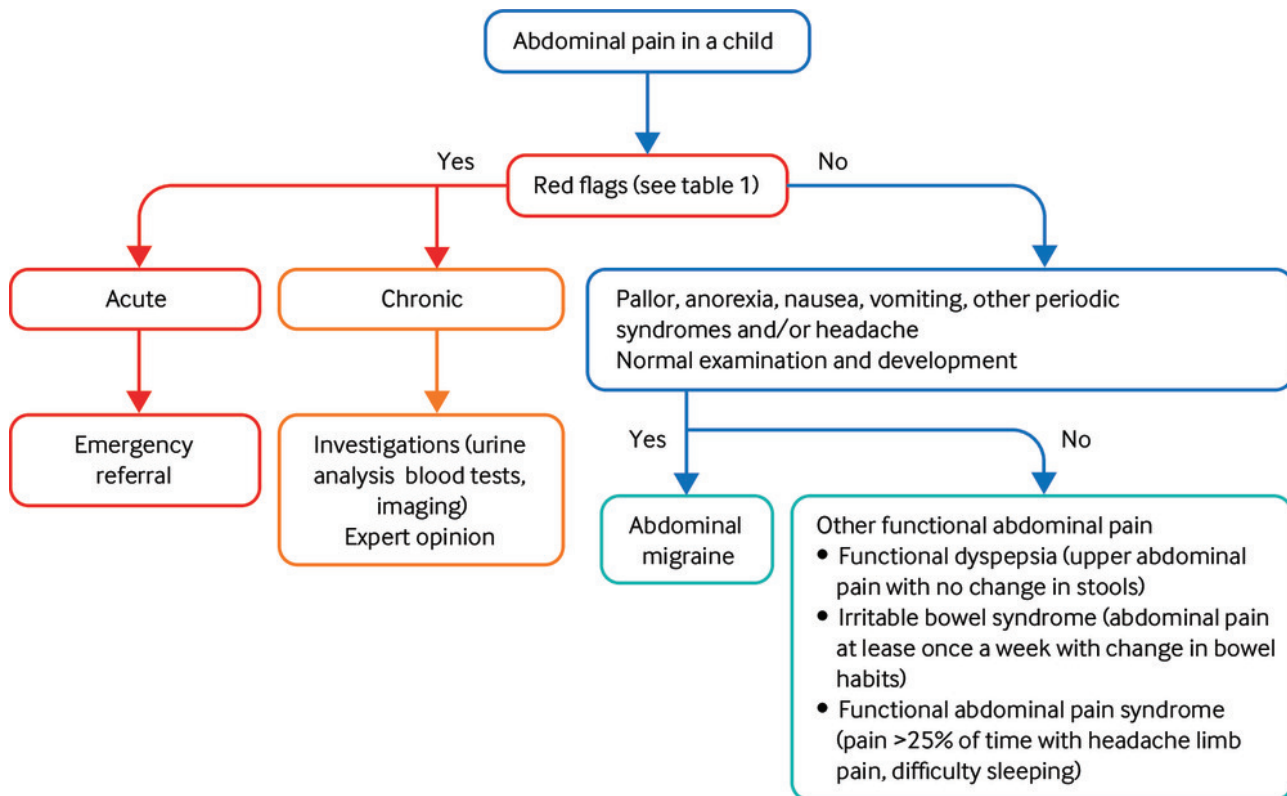 Abdominal pain in a child
Yes
No
Red flags (see table 1)
Acute
Chronic
Pallor, anorexia, nausea, vomiting, other periodic
syndromes and/or headache
Normal examination and development
Emergency
referral
Investigations (urine
analysis blood tests,
imaging)
Expert opinion
Yes
No
Abdominal
migraine
Other functional abdominal pain
• Functional dyspepsia (upper abdominal
pain with no change in stools)
• Irritable bowel syndrome (abdominal pain
at lease once a week with change in bowel
habits)
• Functional abdominal pain syndrome
(pain >25% of time with headache limb
pain, difficulty sleeping)